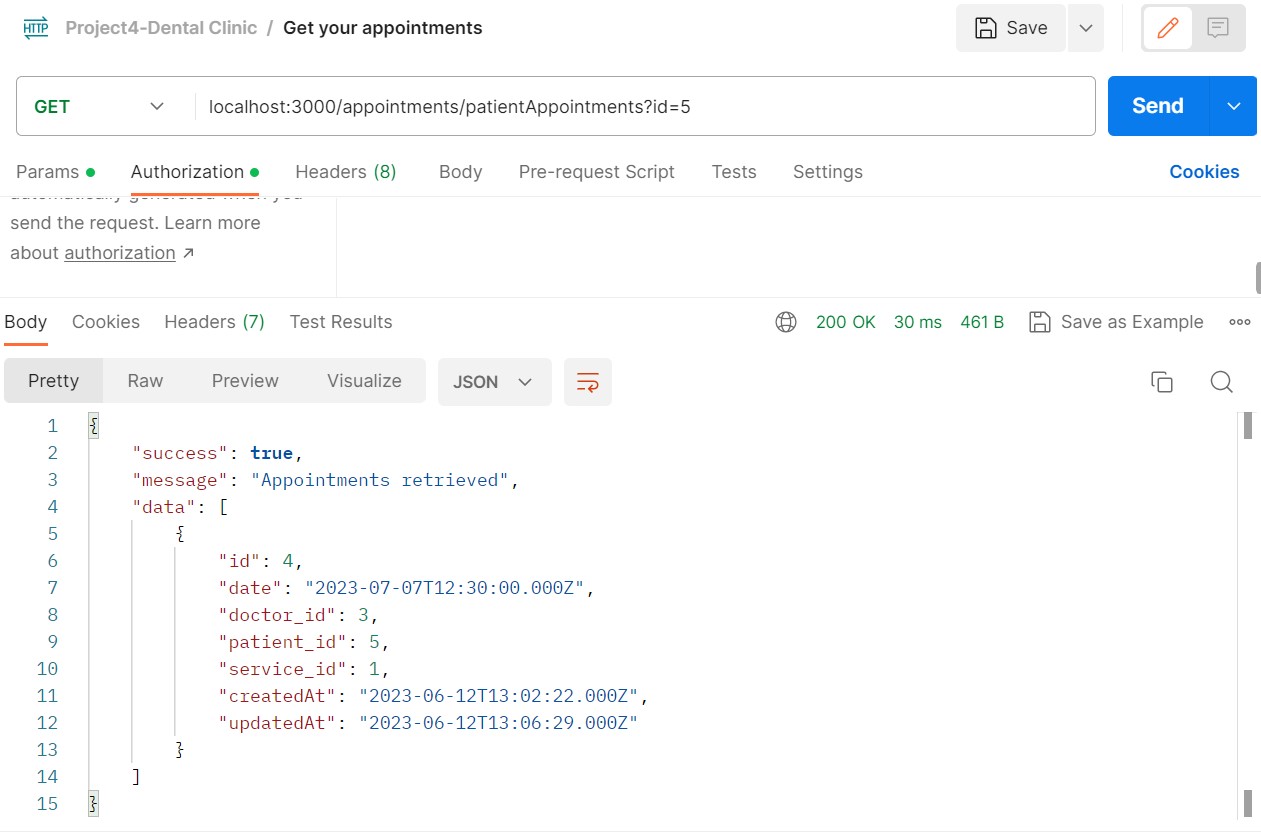 HTTP Project4-Dental Clinic / Get your appointments Save
GET localhost:3000/appointments/patientAppointments?id=5 Send
Params Authorization Headers (8) Body Pre-request Script Tests Settings Cookies
automatically generated when you
send the request. Learn more
about authorization ↗
Body Cookies Headers (7) Test Results 200 OK 30 ms 461 B Save as Example
Pretty Raw Preview Visualize JSON
1 {
2 "success": true,
3 "message": "Appointments retrieved",
4 "data": [
5 {
6 "id": 4,
7 "date": "2023-07-07T12:30:00.000Z",
8 "doctor_id": 3,
9 "patient_id": 5,
10 "service_id": 1,
11 "createdAt": "2023-06-12T13:02:22.000Z",
12 "updatedAt": "2023-06-12T13:06:29.000Z"
13 }
14 ]
15 }